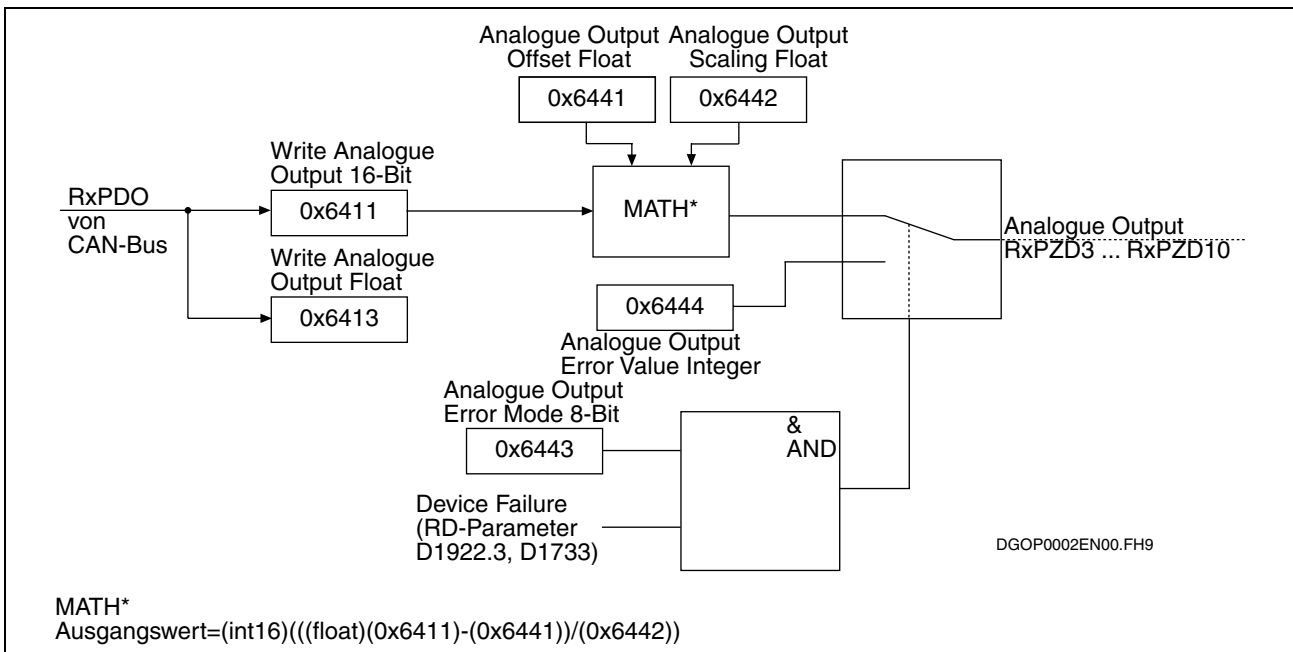 Analogue Output
Offset Float
0x6441
Analogue Output
Scaling Float
0x6442
Write Analogue
Output 16-Bit
0x6411
RxPDO
von
CAN-Bus
Write Analogue
Output Float
0x6413
MATH*
Analogue Output
RxPZD3 ... RxPZD10
0x6444
Analogue Output
Error Value Integer
Analogue Output
Error Mode 8-Bit
0x6443
&
AND
Device Failure
(RD-Parameter
D1922.3, D1733)
DGOP0002EN00.FH9
MATH*
Ausgangswert=(int16)(((float)(0x6411)-(0x6441))/(0x6442))